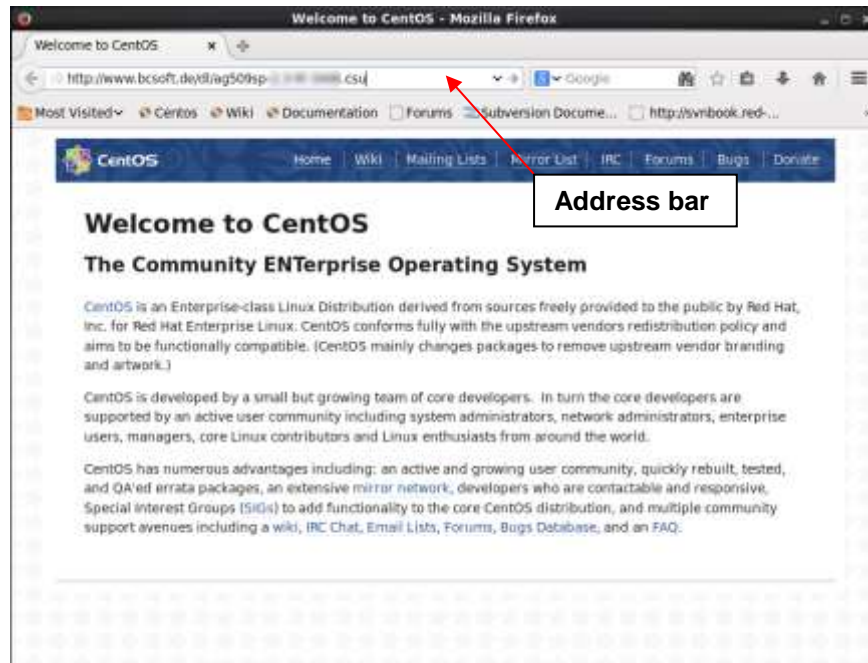 Welcome to CentOS - Mozilla Firefox
Welcome to CentOS
http://www.bcsoft.de/dl/ag509sp- .csu
Google
Most Visited Centos Wiki Documentation Forums Subversion Docume... http://svnbook.red-...
CentOS
Home | Wiki | Mailing Lists | Mirror List | IRC | Forums | Bugs | Donate
Address bar
Welcome to CentOS
The Community ENTerprise Operating System
CentOS is an Enterprise-class Linux Distribution derived from sources freely provided to the public by Red Hat,
Inc. for Red Hat Enterprise Linux. CentOS conforms fully with the upstream vendors redistribution policy and
aims to be functionally compatible. (CentOS mainly changes packages to remove upstream vendor branding
and artwork.)
CentOS is developed by a small but growing team of core developers. In turn the core developers are
supported by an active user community including system administrators, network administrators, enterprise
users, managers, core Linux contributors and Linux enthusiasts from around the world.
CentOS has numerous advantages including: an active and growing user community, quickly rebuilt, tested,
and QA'ed errata packages, an extensive mirror network, developers who are contactable and responsive,
Special Interest Groups (SIGs) to add functionality to the core CentOS distribution, and multiple community
support avenues including a wiki, IRC Chat, Email Lists, Forums, Bugs Database, and an FAQ.